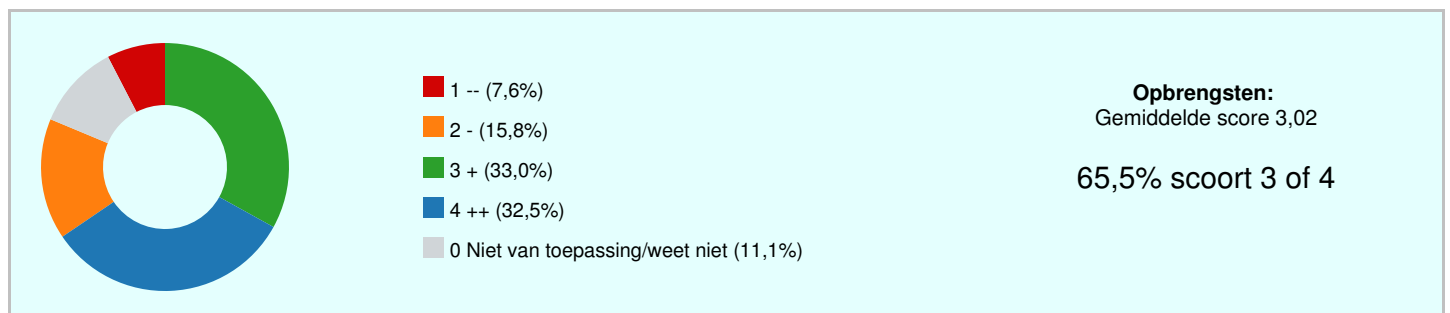 1 -- (7,6%)
2 - (15,8%)
3 + (33,0%)
4 ++ (32,5%)
0 Niet van toepassing/weet niet (11,1%)
Opbrengsten:
Gemiddelde score 3,02
65,5% scoort 3 of 4